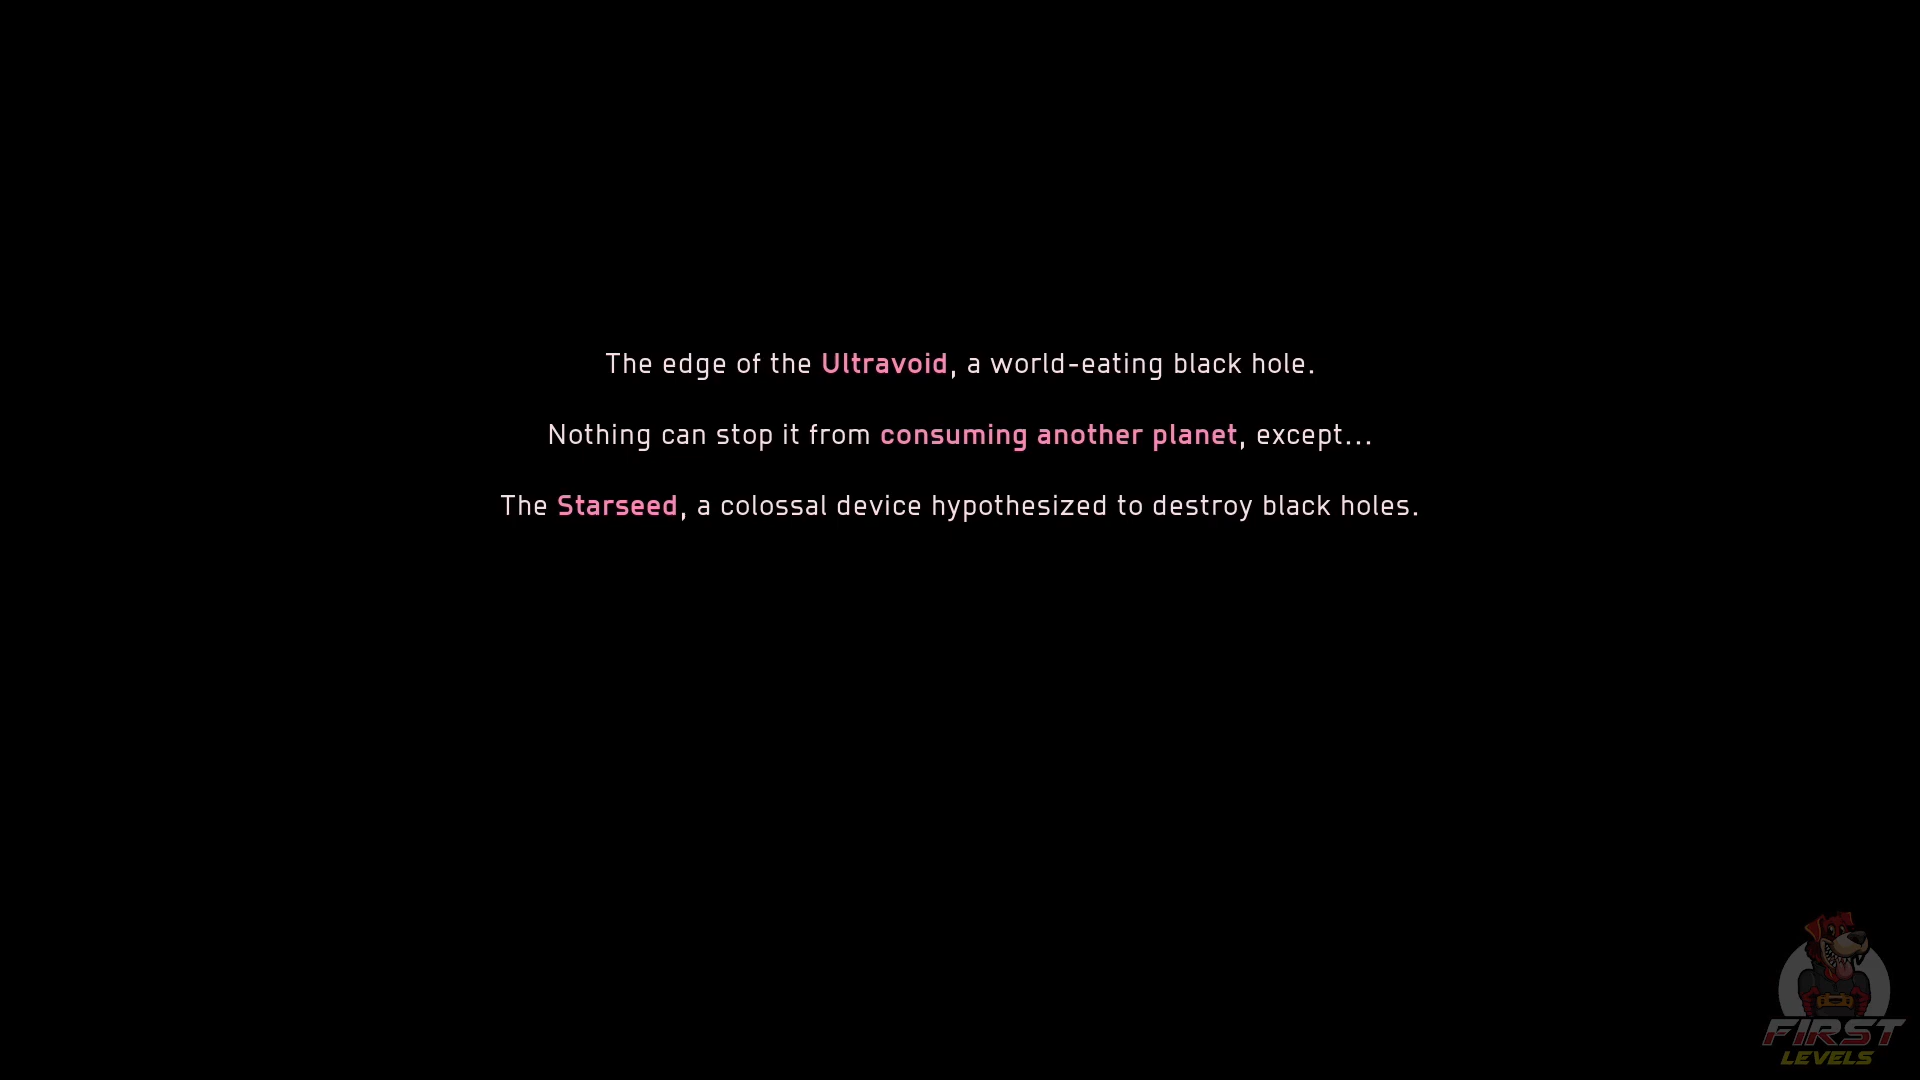 The edge of the Ultravoid, a world-eating black hole.
Nothing can stop it from consuming another planet, except...
The Starseed, a colossal device hypothesized to destroy black holes.
FIRST
LEVELS